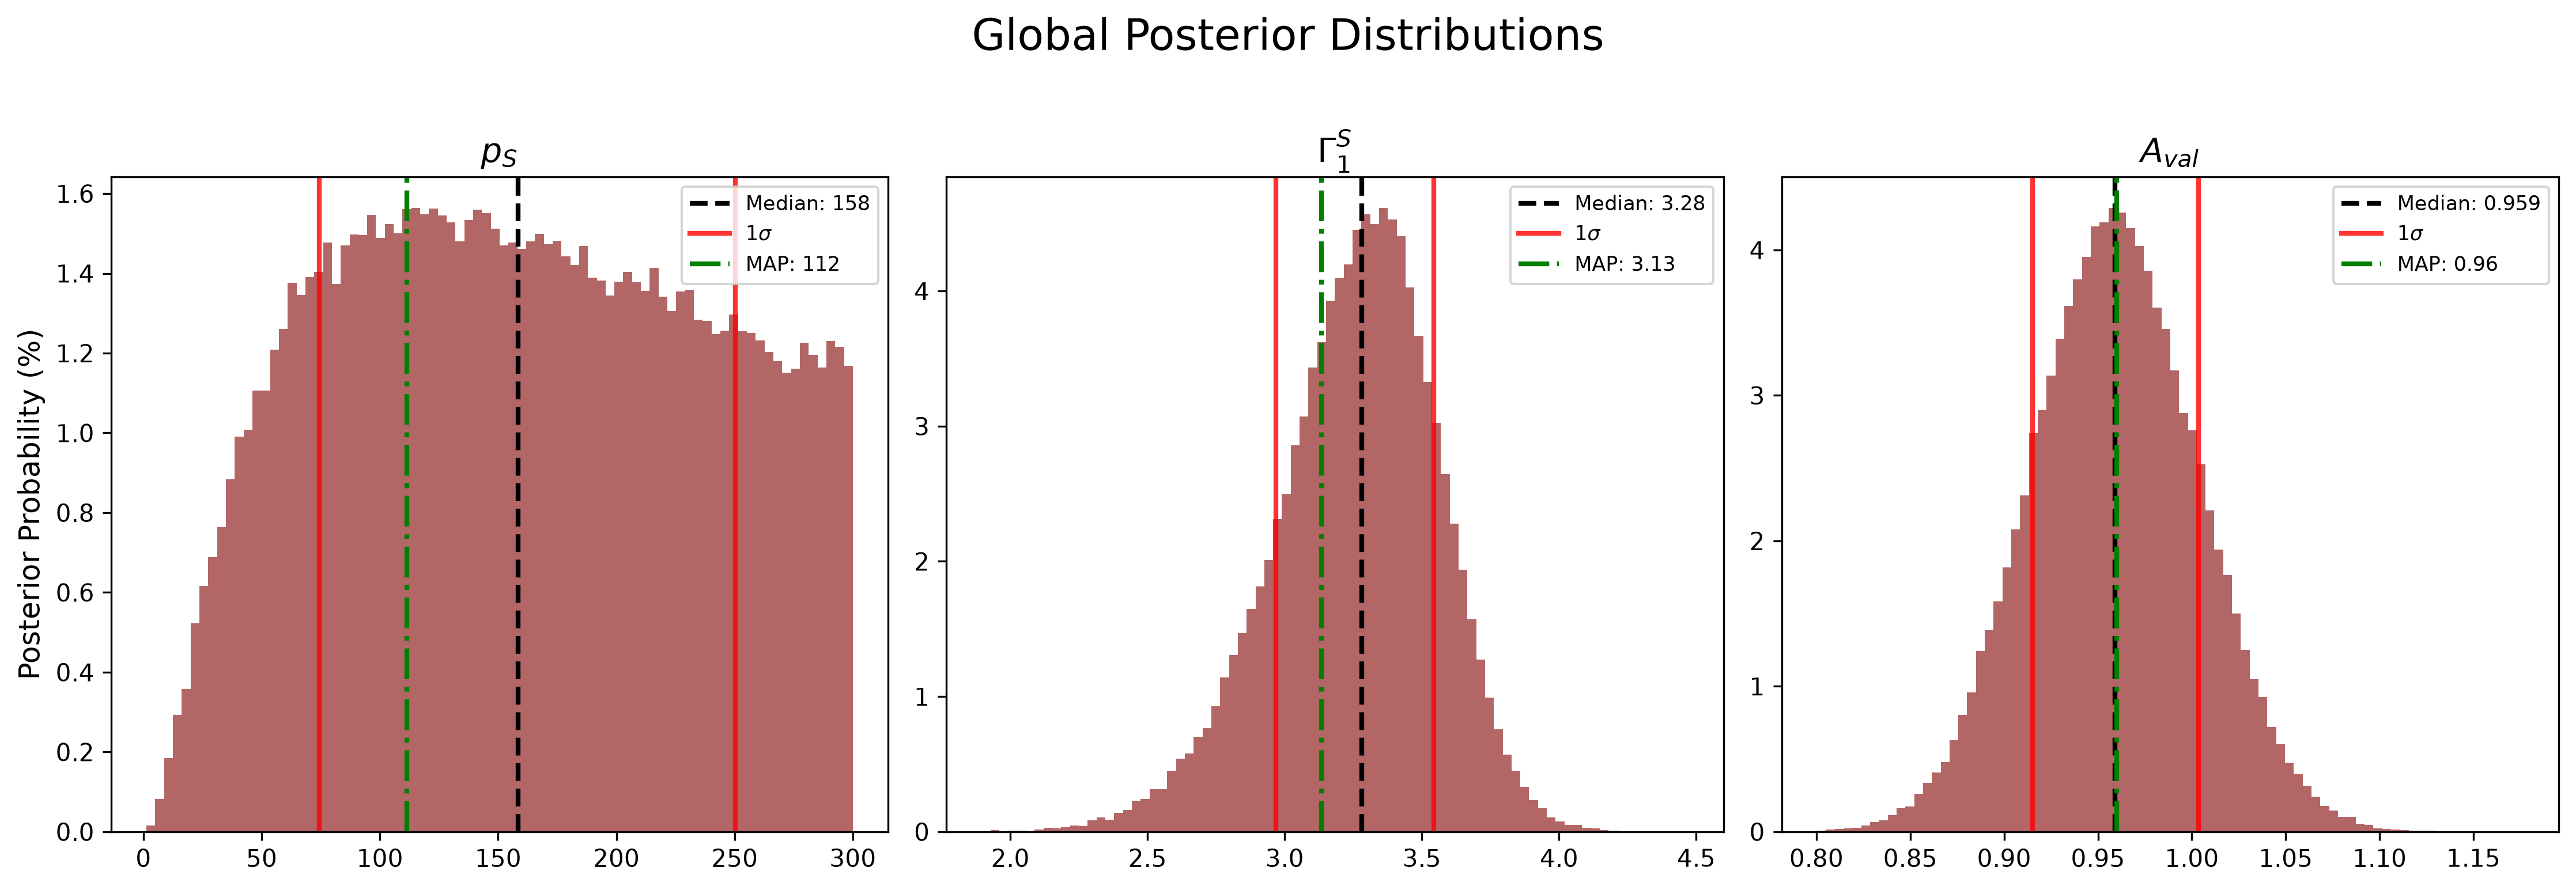 Global Posterior Distributions
p_S
Posterior Probability (%)
1.6
1.4
1.2
1.0
0.8
0.6
0.4
0.2
0.0
0 50 100 150 200 250 300
Median: 158
1σ
MAP: 112
Γ_1^S
4
3
2
1
0
2.0 2.5 3.0 3.5 4.0 4.5
Median: 3.28
1σ
MAP: 3.13
A_val
4
3
2
1
0
0.80 0.85 0.90 0.95 1.00 1.05 1.10 1.15
Median: 0.959
1σ
MAP: 0.96